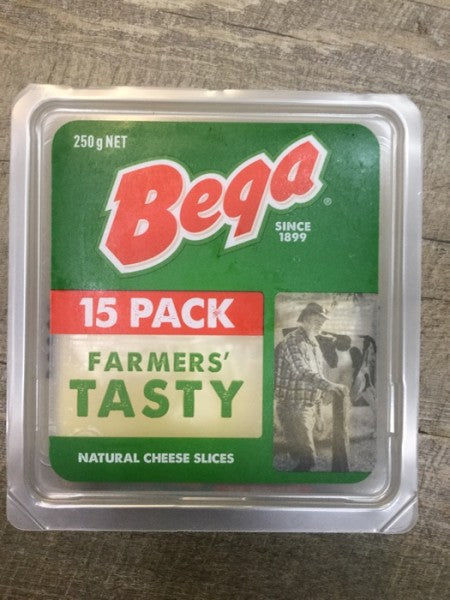 250g NET
Bega
®
SINCE
1899
15 PACK
FARMERS'
TASTY
NATURAL CHEESE SLICES